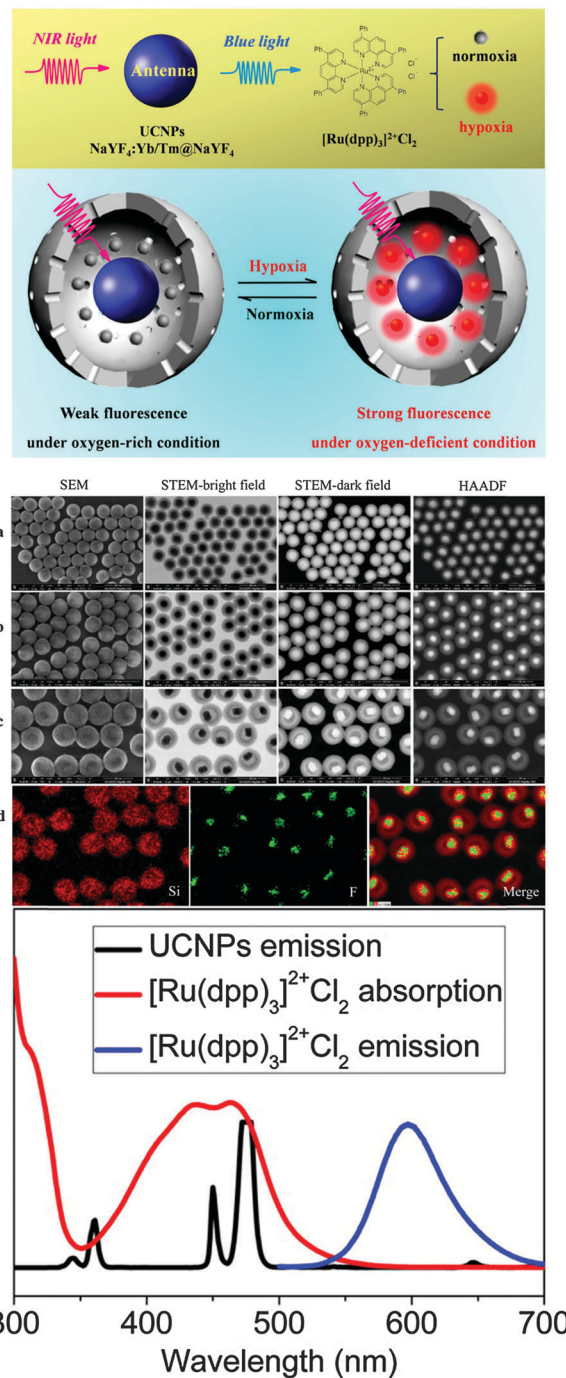 NIR light
Blue light
Antenna
UCNPs
NaYF₄:Yb/Tm@NaYF₄
Ph
Ph
Ph
Ph
Ph
Ph
N
N
N
N
N
N
Ru²⁺
Cl⁻
Cl⁻
[Ru(dpp)₃]²⁺Cl₂
normoxia
hypoxia
Hypoxia
Normoxia
Weak fluorescence
under oxygen-rich condition
Strong fluorescence
under oxygen-deficient condition
SEM STEM-bright field STEM-dark field HAADF
a
b
c
d
Si
F
Merge
UCNPs emission
[Ru(dpp)₃]²⁺Cl₂ absorption
[Ru(dpp)₃]²⁺Cl₂ emission
300 400 500 600 700
Wavelength (nm)